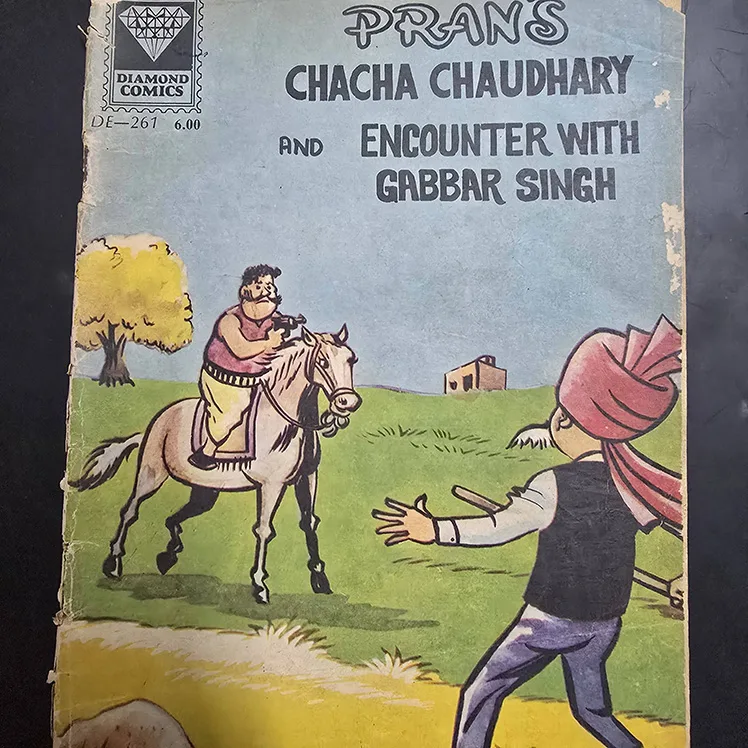 PRAN'S
CHACHA CHAUDHARY
AND ENCOUNTER WITH
GABBAR SINGH
DIAMOND
COMICS
DE-261 6.00